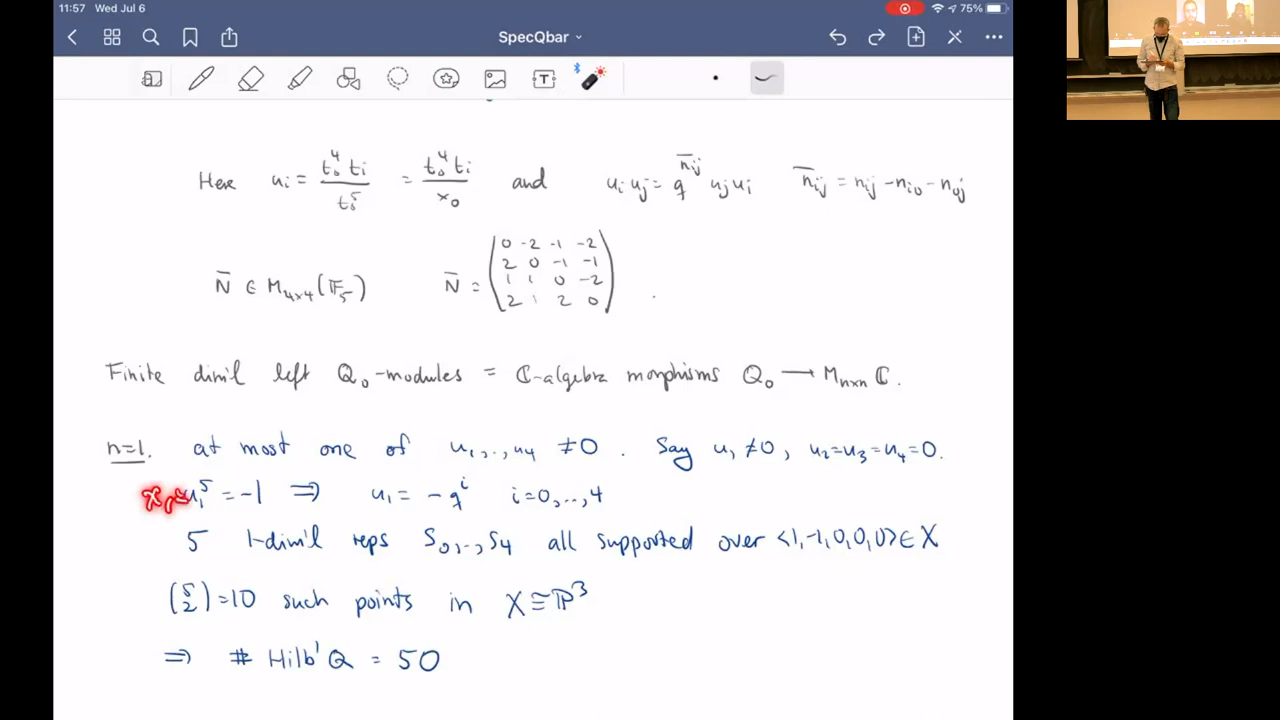 11:57 Wed Jul 6
75%
SpecQbar
Here u_i = t_0^4 t_i / t_0^5 = t_0^4 t_i / x_0 and u_i u_j = q^{n̄_ij} u_j u_i n̄_ij = n_ij - n_i0 - n_0j
N̄ ∈ M_{4×4}(𝔽_5) N̄ = (0 -2 -1 -2
2 0 -1 -1
1 1 0 -2
2 1 2 0)
Finite dim'l left Q_0-modules = ℂ-algebra morphisms Q_0 → M_{n×n} ℂ.
n=1. at most one of u_1,..,u_4 ≠0. Say u_1≠0, u_2=u_3=u_4=0.
x_1 = u_1^5 = -1 ⇒ u_1 = -q^i i=0,..,4
5 1-dim'l reps S_0,..,S_4 all supported over <1,-1,0,0,0> ∈ X
(5 2) = 10 such points in X ≅ ℙ^3
⇒ # Hilb^1 Q = 50